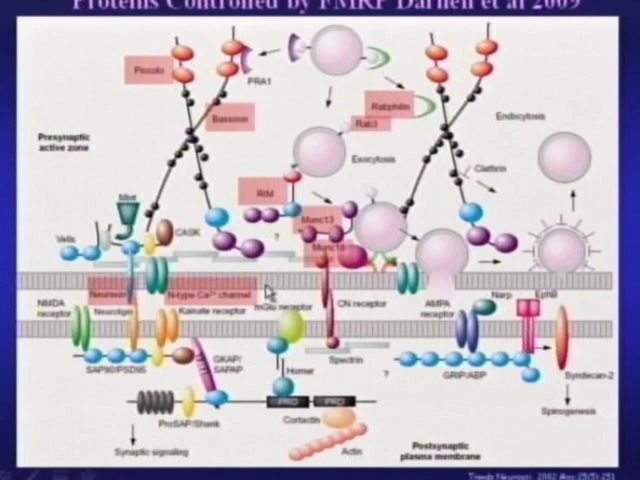 Proteins Controlled by FMRP Darnell et al 2009
Piccolo
PRA1
Rabphilin
Rab3
Bassoon
Endocytosis
Presynaptic
active zone
Exocytosis
Clathrin
RIM
Mint
Munc13
CASK
?
Velis
Munc18
Neurexin
N-type Ca²⁺ channel
NMDA
receptor
Neuroligin
Kainate receptor
mGlu receptor
CN receptor
AMPA
receptor
Narp
EphB
SAP90/PSD95
GKAP/
SAPAP
Homer
Spectrin
?
GRIP/ABP
Syndecan-2
PRD
PRD
ProSAP/Shank
Cortactin
Spinogenesis
Synaptic signaling
Actin
Postsynaptic
plasma membrane
Trends Neurosci. 2002 May;25(5):251